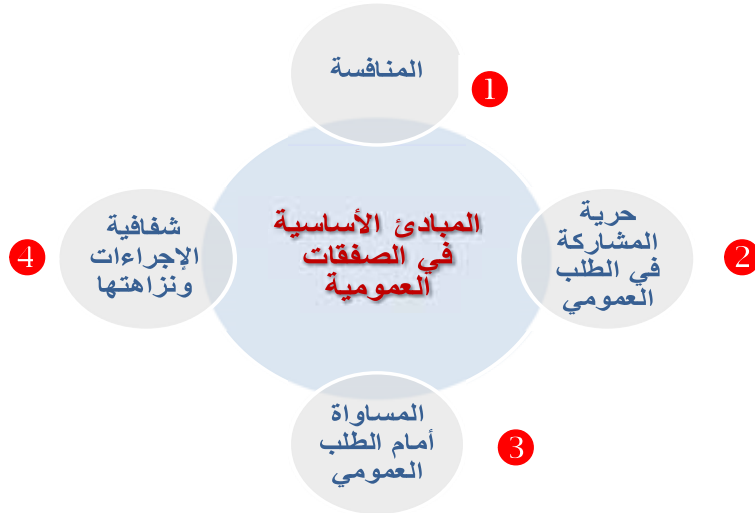 المنافسة
1
المبادئ الأساسية
في الصفقات
العمومية
حرية
المشاركة
في الطلب
العمومي
2
المساواة
أمام الطلب
العمومي
3
شفافية
الإجراءات
ونزاهتها
4